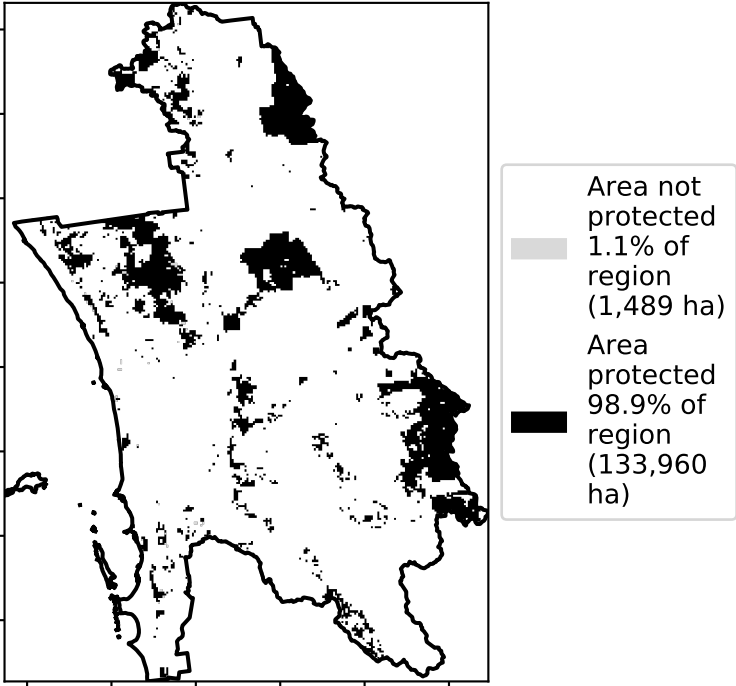 Area not
protected
1.1% of
region
(1,489 ha)
Area
protected
98.9% of
region
(133,960
ha)